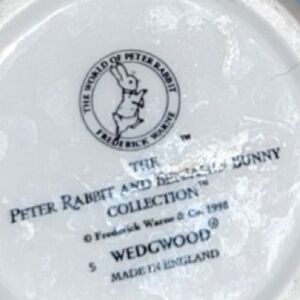 THE WORLD OF PETER RABBIT
FREDERICK WARNE
™
THE
PETER RABBIT AND BENJAMIN BUNNY
COLLECTION™
© Frederick Warne & Co. 1998
5 WEDGWOOD®
MADE IN ENGLAND